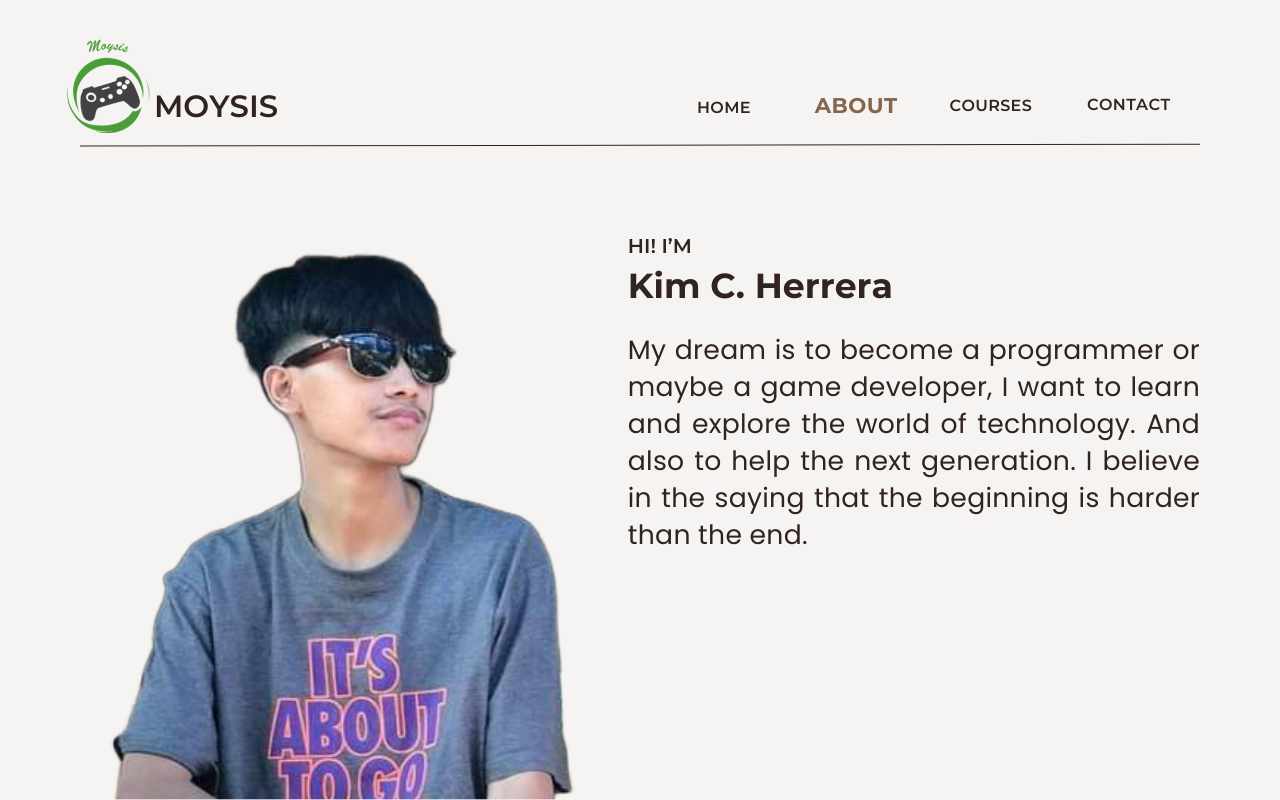 Moysis
MOYSIS
HOME ABOUT COURSES CONTACT
HI! I'M
Kim C. Herrera
My dream is to become a programmer or
maybe a game developer, I want to learn
and explore the world of technology. And
also to help the next generation. I believe
in the saying that the beginning is harder
than the end.
IT'S
ABOUT
TO GO